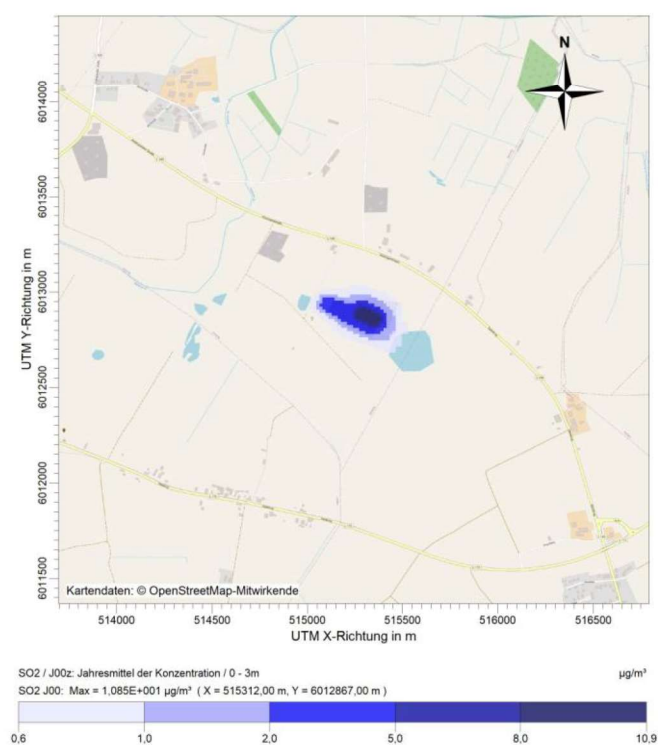 N
6014000
6013500
6013000
6012500
6012000
6011500
UTM Y-Richtung in m
Kartendaten: © OpenStreetMap-Mitwirkende
514000 514500 515000 515500 516000 516500
UTM X-Richtung in m
SO2 / J00z: Jahresmittel der Konzentration / 0 - 3m µg/m³
SO2 J00: Max = 1,085E+001 µg/m³ ( X = 515312,00 m, Y = 6012867,00 m )
0,6 1,0 2,0 5,0 8,0 10,9